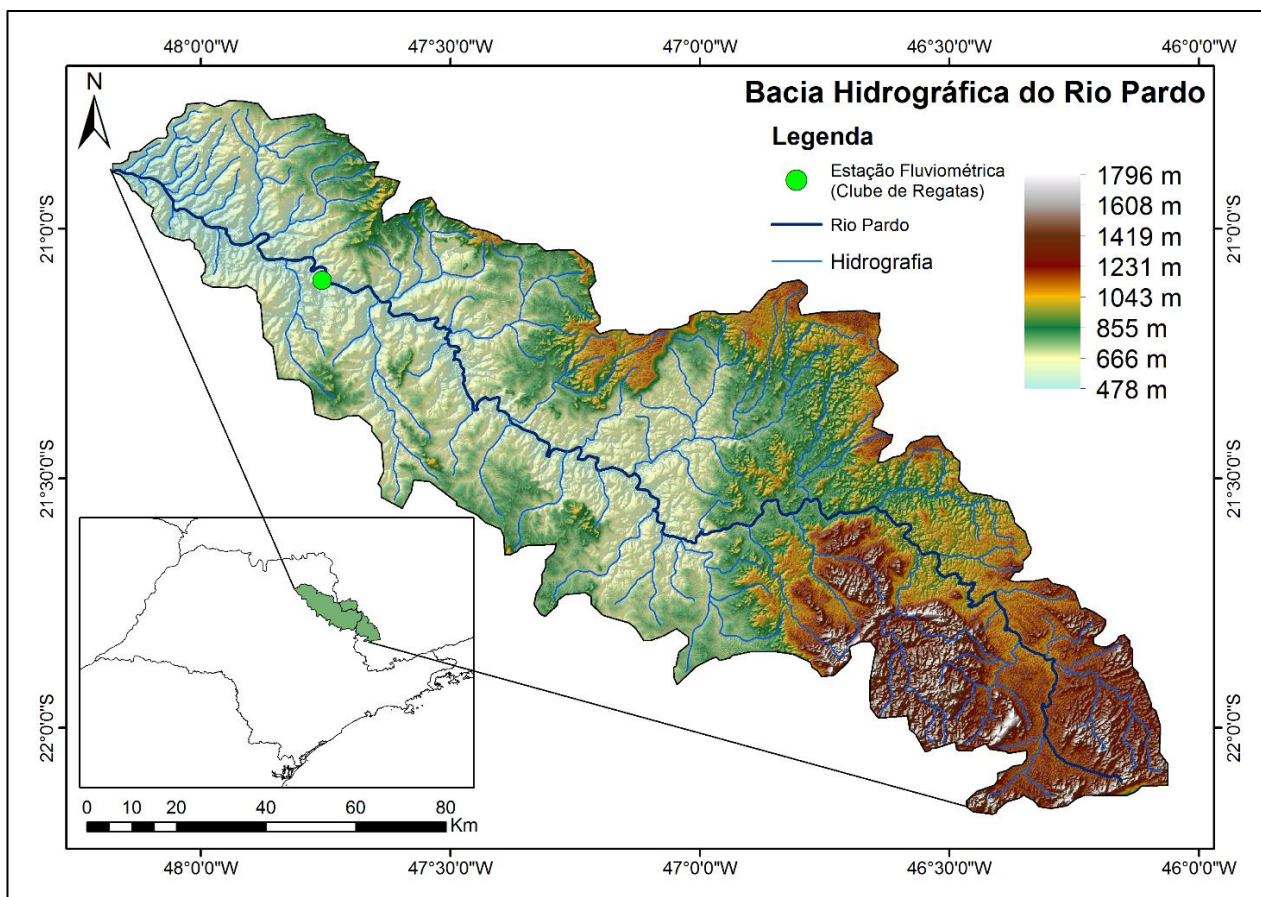 48°0'0"W 47°30'0"W 47°0'0"W 46°30'0"W 46°0'0"W
N
Bacia Hidrográfica do Rio Pardo
Legenda
Estação Fluviométrica
(Clube de Regatas)
Rio Pardo
Hidrografia
1796 m
1608 m
1419 m
1231 m
1043 m
855 m
666 m
478 m
21°0'0"S
21°30'0"S
22°0'0"S
21°0'0"S
21°30'0"S
22°0'0"S
0 10 20 40 60 80
Km
48°0'0"W 47°30'0"W 47°0'0"W 46°30'0"W 46°0'0"W